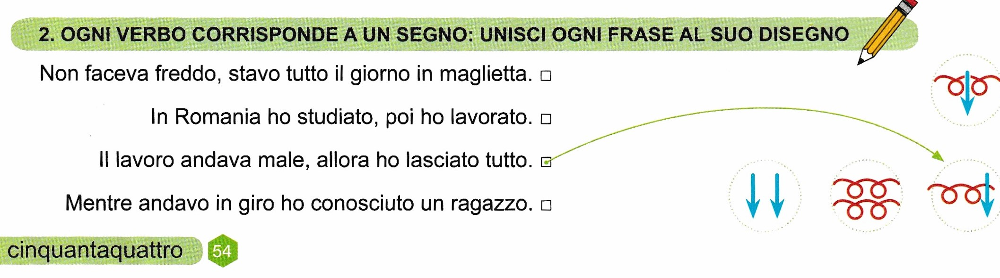 2. OGNI VERBO CORRISPONDE A UN SEGNO: UNISCI OGNI FRASE AL SUO DISEGNO
Non faceva freddo, stavo tutto il giorno in maglietta.
In Romania ho studiato, poi ho lavorato.
Il lavoro andava male, allora ho lasciato tutto.
Mentre andavo in giro ho conosciuto un ragazzo.
cinquantaquattro 54